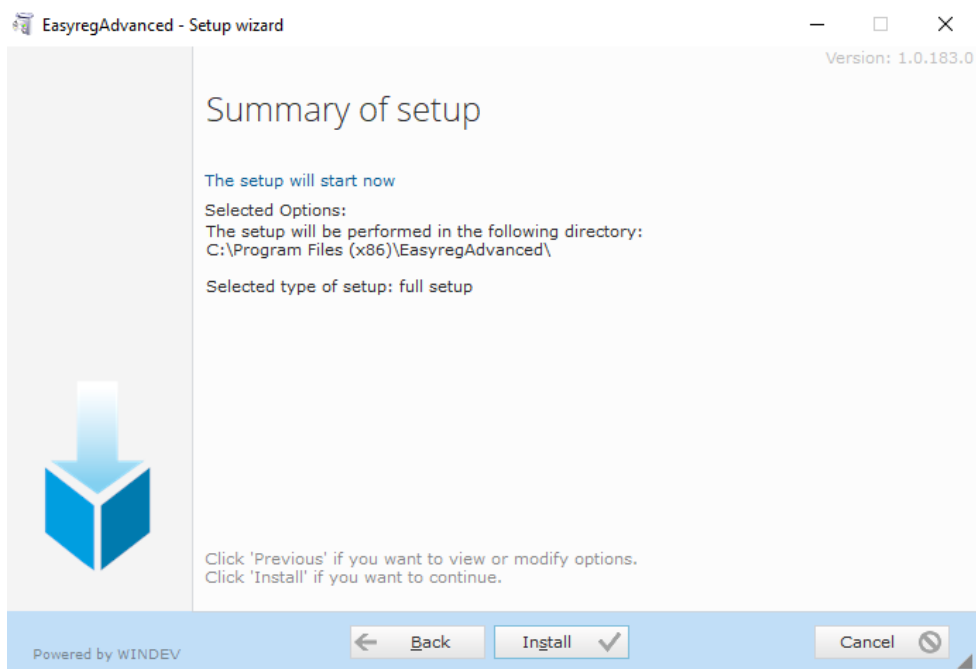 EasyregAdvanced - Setup wizard
Version: 1.0.183.0
Summary of setup
The setup will start now
Selected Options:
The setup will be performed in the following directory:
C:\Program Files (x86)\EasyregAdvanced\
Selected type of setup: full setup
Click 'Previous' if you want to view or modify options.
Click 'Install' if you want to continue.
Powered by WINDEV
Back
Install
Cancel